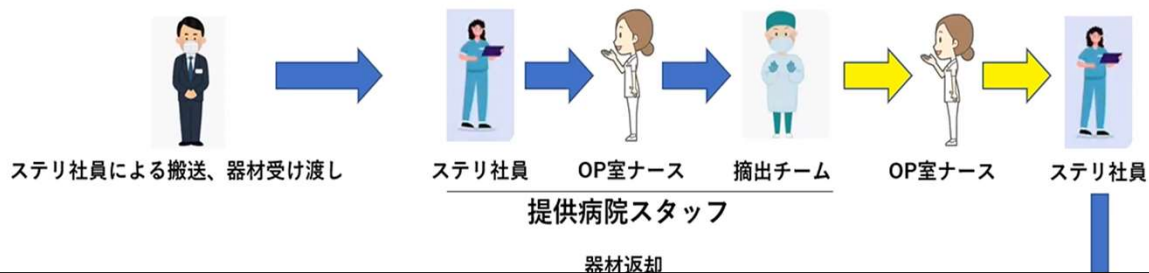 ステリ社員による搬送、器材受け渡し
ステリ社員
OP室ナース
摘出チーム
OP室ナース
ステリ社員
提供病院スタッフ
器材返却